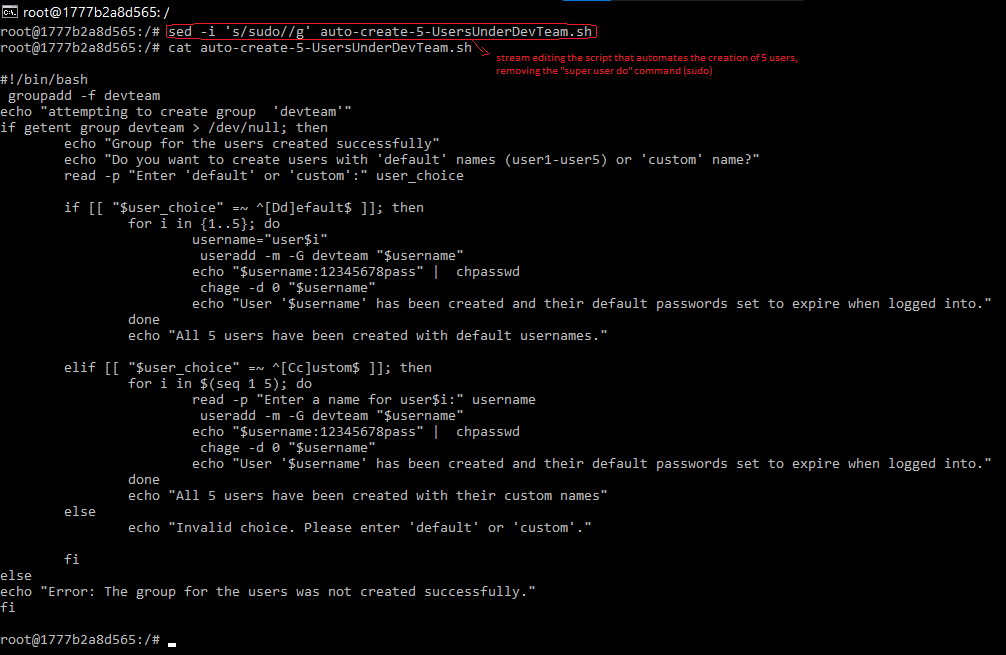 root@1777b2a8d565: /
root@1777b2a8d565:/# sed -i 's/sudo//g' auto-create-5-UsersUnderDevTeam.sh
root@1777b2a8d565:/# cat auto-create-5-UsersUnderDevTeam.sh
stream editing the script that automates the creation of 5 users,
removing the "super user do" command (sudo)
#!/bin/bash
 groupadd -f devteam
echo "attempting to create group  'devteam'"
if getent group devteam > /dev/null; then
        echo "Group for the users created successfully"
        echo "Do you want to create users with 'default' names (user1-user5) or 'custom' name?"
        read -p "Enter 'default' or 'custom':" user_choice

        if [[ "$user_choice" =~ ^[Dd]efault$ ]]; then
                for i in {1..5}; do
                        username="user$i"
                         useradd -m -G devteam "$username"
                        echo "$username:12345678pass" |  chpasswd
                         chage -d 0 "$username"
                        echo "User '$username' has been created and their default passwords set to expire when logged into."
                done
                echo "All 5 users have been created with default usernames."

        elif [[ "$user_choice" =~ ^[Cc]ustom$ ]]; then
                for i in $(seq 1 5); do
                        read -p "Enter a name for user$i:" username
                         useradd -m -G devteam "$username"
                        echo "$username:12345678pass" |  chpasswd
                         chage -d 0 "$username"
                        echo "User '$username' has been created and their default passwords set to expire when logged into."
                done
                echo "All 5 users have been created with their custom names"
        else
                echo "Invalid choice. Please enter 'default' or 'custom'."

        fi
else
echo "Error: The group for the users was not created successfully."
fi

root@1777b2a8d565:/#